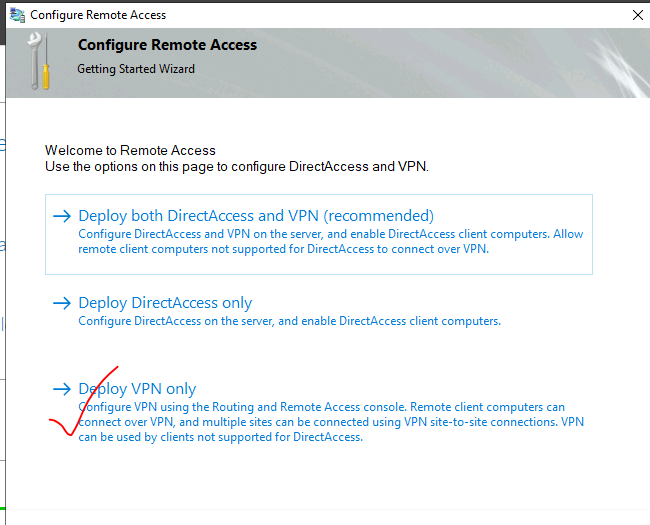 Configure Remote Access
Configure Remote Access
Getting Started Wizard
Welcome to Remote Access
Use the options on this page to configure DirectAccess and VPN.
Deploy both DirectAccess and VPN (recommended)
Configure DirectAccess and VPN on the server, and enable DirectAccess client computers. Allow
remote client computers not supported for DirectAccess to connect over VPN.
Deploy DirectAccess only
Configure DirectAccess on the server, and enable DirectAccess client computers.
Deploy VPN only
Configure VPN using the Routing and Remote Access console. Remote client computers can
connect over VPN, and multiple sites can be connected using VPN site-to-site connections. VPN
can be used by clients not supported for DirectAccess.